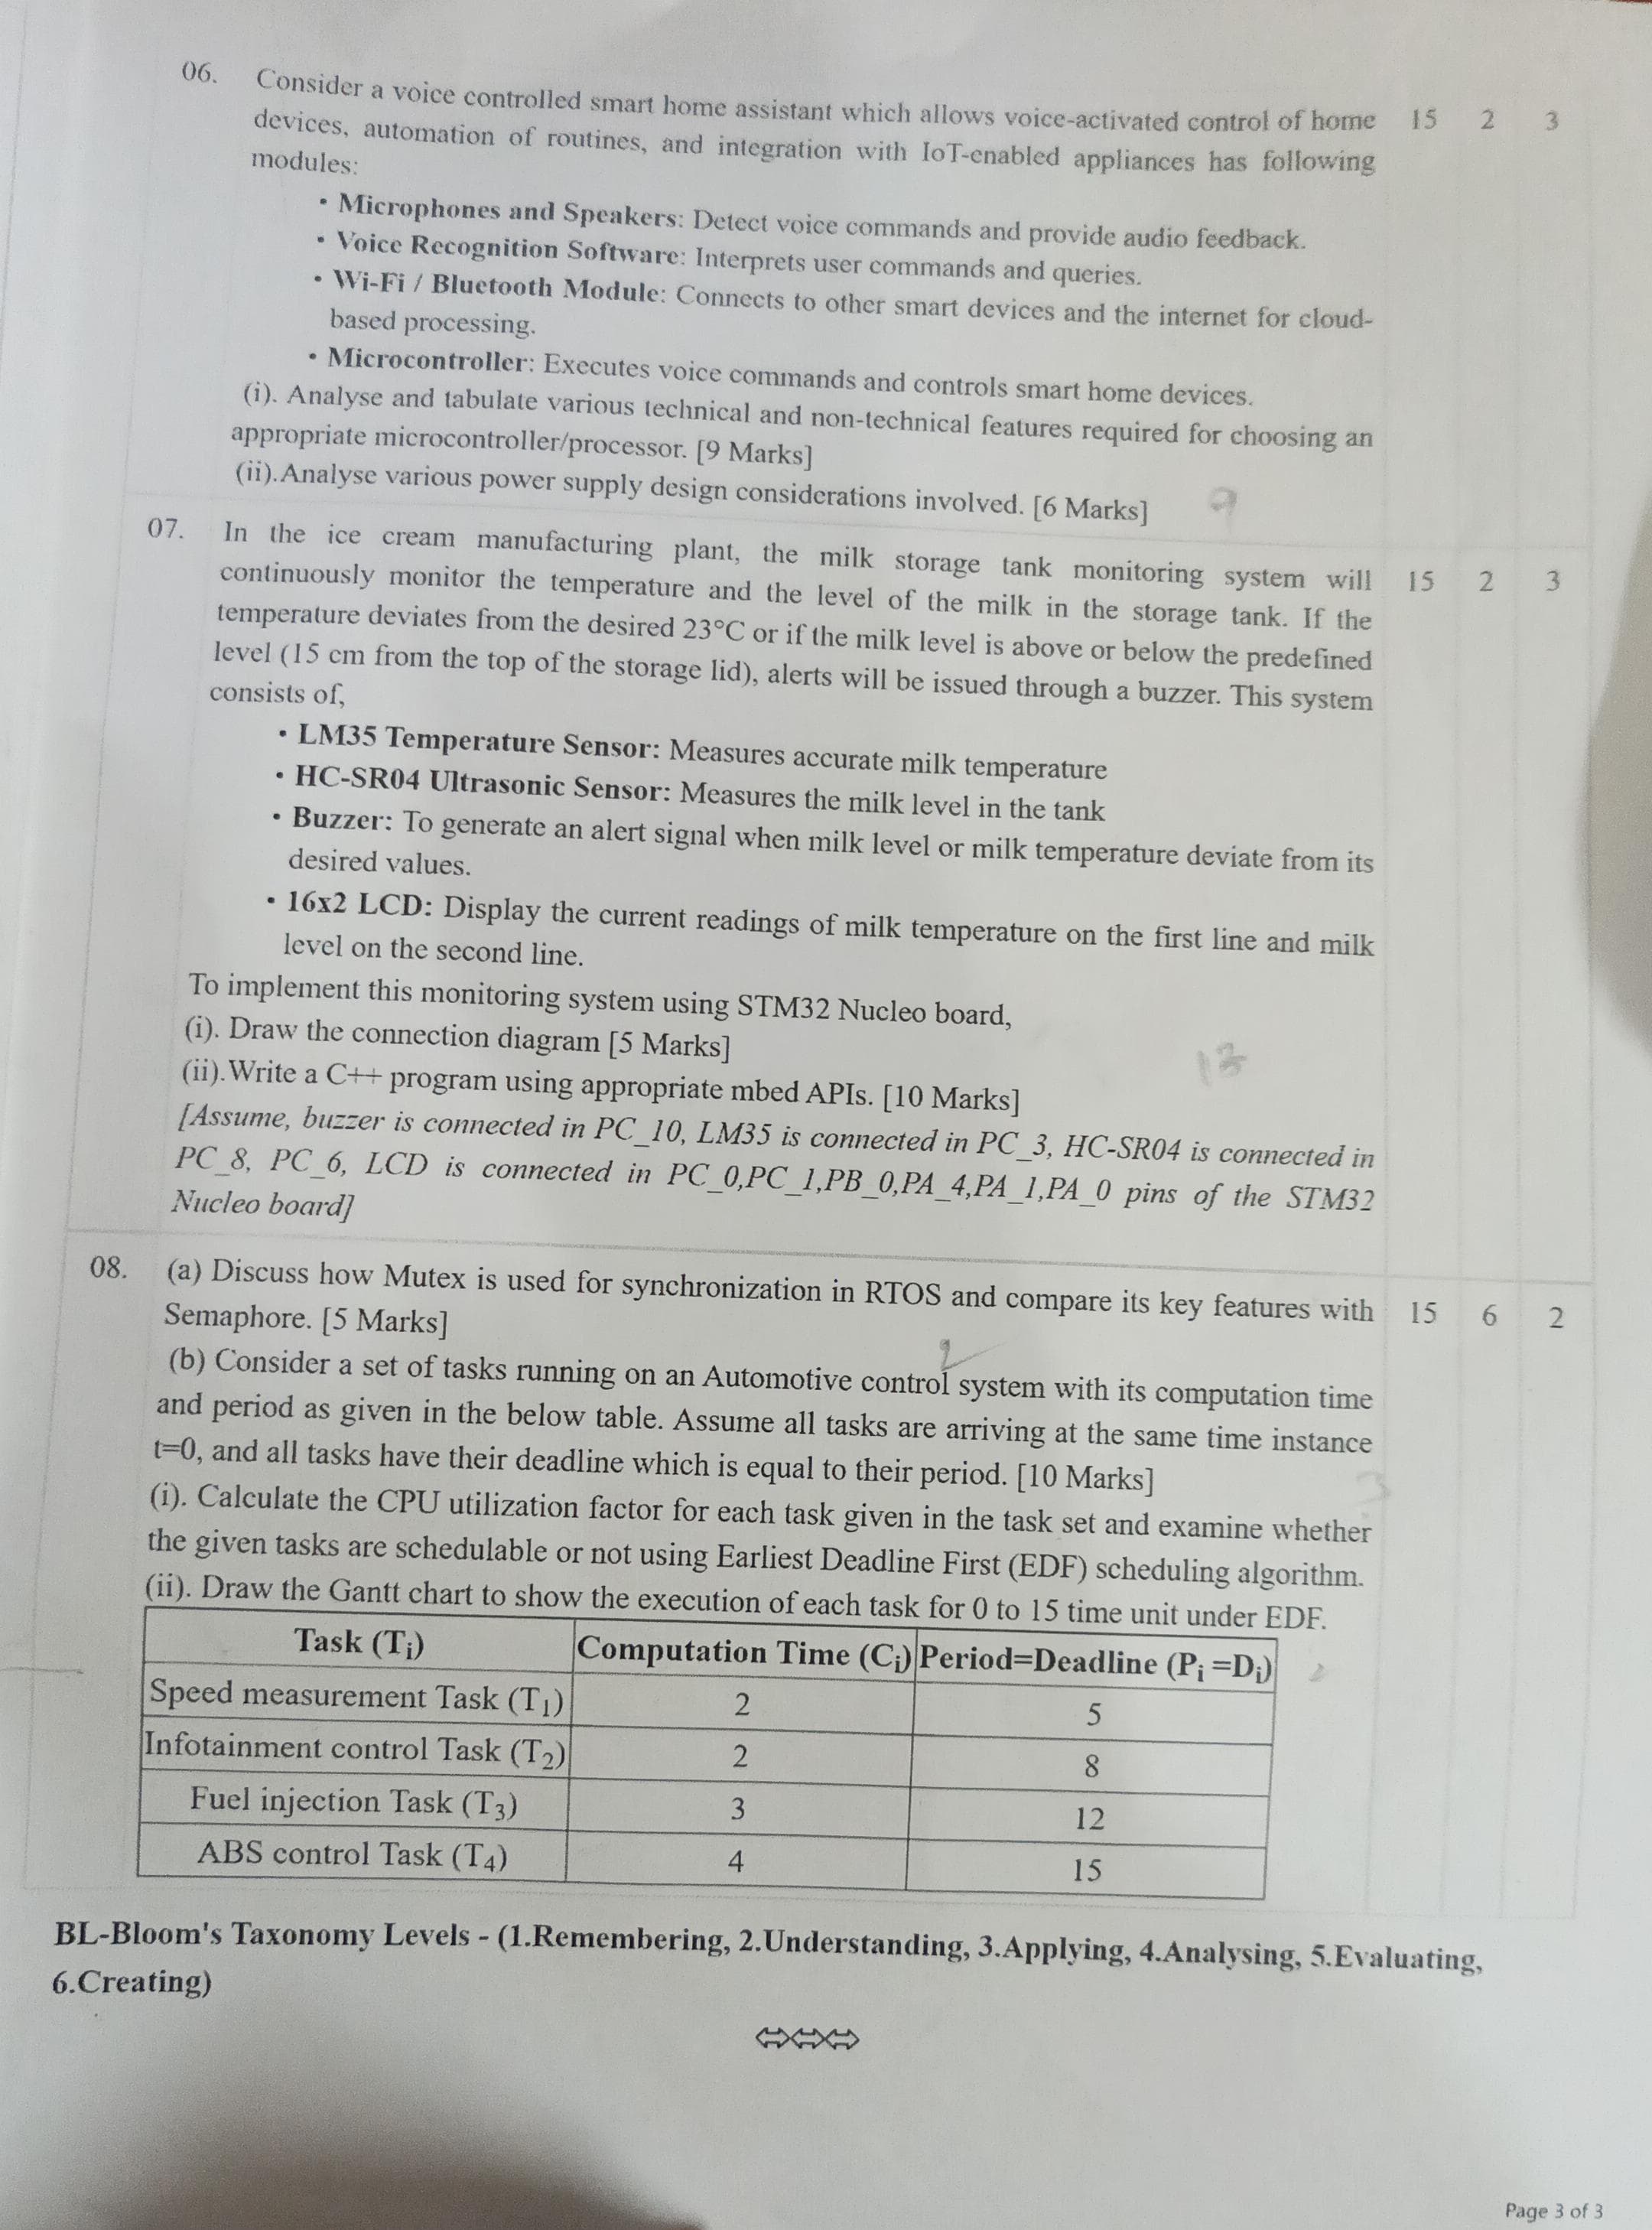 06. Consider a voice controlled smart home assistant which allows voice-activated control of home 15 2 3
devices, automation of routines, and integration with IoT-enabled appliances has following
modules:
• Microphones and Speakers: Detect voice commands and provide audio feedback.
• Voice Recognition Software: Interprets user commands and queries.
• Wi-Fi / Bluetooth Module: Connects to other smart devices and the internet for cloud-
based processing.
• Microcontroller: Executes voice commands and controls smart home devices.
(i). Analyse and tabulate various technical and non-technical features required for choosing an
appropriate microcontroller/processor. [9 Marks]
(ii).Analyse various power supply design considerations involved. [6 Marks]
07. In the ice cream manufacturing plant, the milk storage tank monitoring system will 15 2 3
continuously monitor the temperature and the level of the milk in the storage tank. If the
temperature deviates from the desired 23°C or if the milk level is above or below the predefined
level (15 cm from the top of the storage lid), alerts will be issued through a buzzer. This system
consists of,
• LM35 Temperature Sensor: Measures accurate milk temperature
• HC-SR04 Ultrasonic Sensor: Measures the milk level in the tank
• Buzzer: To generate an alert signal when milk level or milk temperature deviate from its
desired values.
• 16x2 LCD: Display the current readings of milk temperature on the first line and milk
level on the second line.
To implement this monitoring system using STM32 Nucleo board,
(i). Draw the connection diagram [5 Marks]
(ii).Write a C++ program using appropriate mbed APIs. [10 Marks]
[Assume, buzzer is connected in PC_10, LM35 is connected in PC_3, HC-SR04 is connected in
PC_8, PC_6, LCD is connected in PC_0,PC_1,PB_0,PA_4,PA_1,PA_0 pins of the STM32
Nucleo board]
08. (a) Discuss how Mutex is used for synchronization in RTOS and compare its key features with 15 6 2
Semaphore. [5 Marks]
(b) Consider a set of tasks running on an Automotive control system with its computation time
and period as given in the below table. Assume all tasks are arriving at the same time instance
t=0, and all tasks have their deadline which is equal to their period. [10 Marks]
(i). Calculate the CPU utilization factor for each task given in the task set and examine whether
the given tasks are schedulable or not using Earliest Deadline First (EDF) scheduling algorithm.
(ii). Draw the Gantt chart to show the execution of each task for 0 to 15 time unit under EDF.
Task (Ti) Computation Time (Ci) Period=Deadline (Pi =Di)
Speed measurement Task (T1) 2 5
Infotainment control Task (T2) 2 8
Fuel injection Task (T3) 3 12
ABS control Task (T4) 4 15
BL-Bloom's Taxonomy Levels - (1.Remembering, 2.Understanding, 3.Applying, 4.Analysing, 5.Evaluating,
6.Creating)
Page 3 of 3